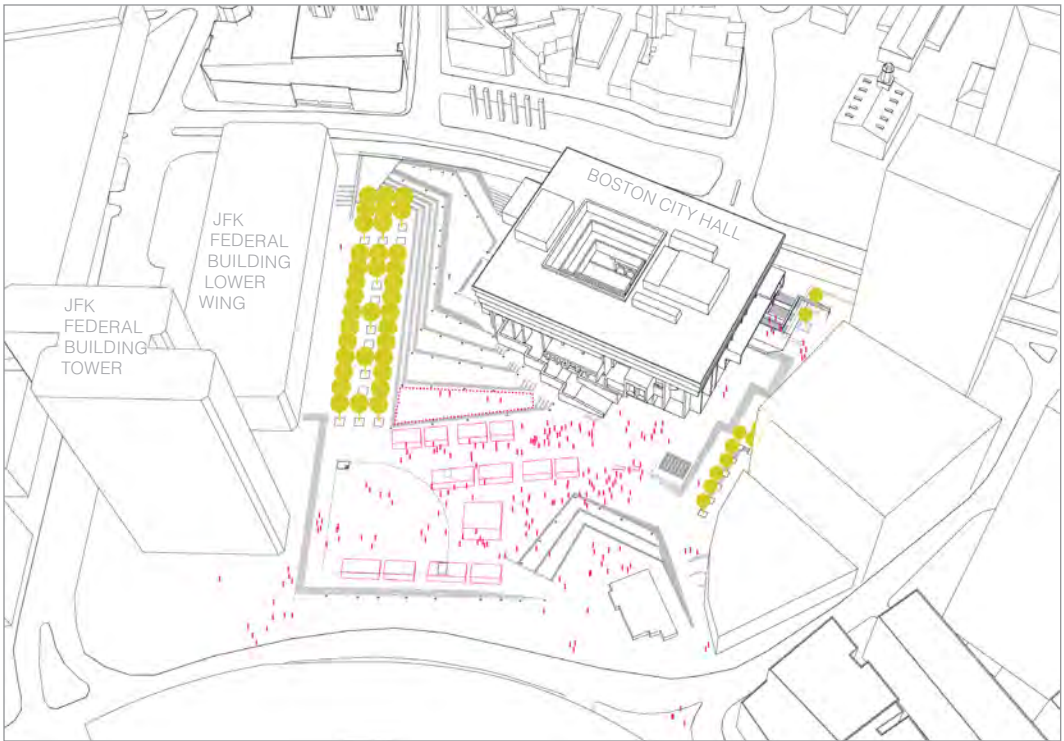 BOSTON CITY HALL
JFK
FEDERAL
BUILDING
LOWER
WING
JFK
FEDERAL
BUILDING
TOWER